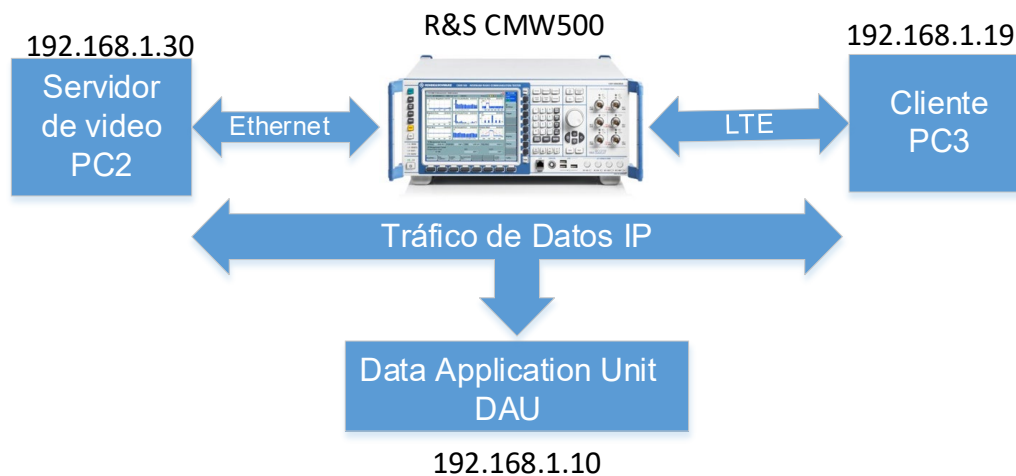 R&S CMW500
192.168.1.30
192.168.1.19
Servidor
de video
PC2
Ethernet
LTE
Cliente
PC3
Tráfico de Datos IP
Data Application Unit
DAU
192.168.1.10